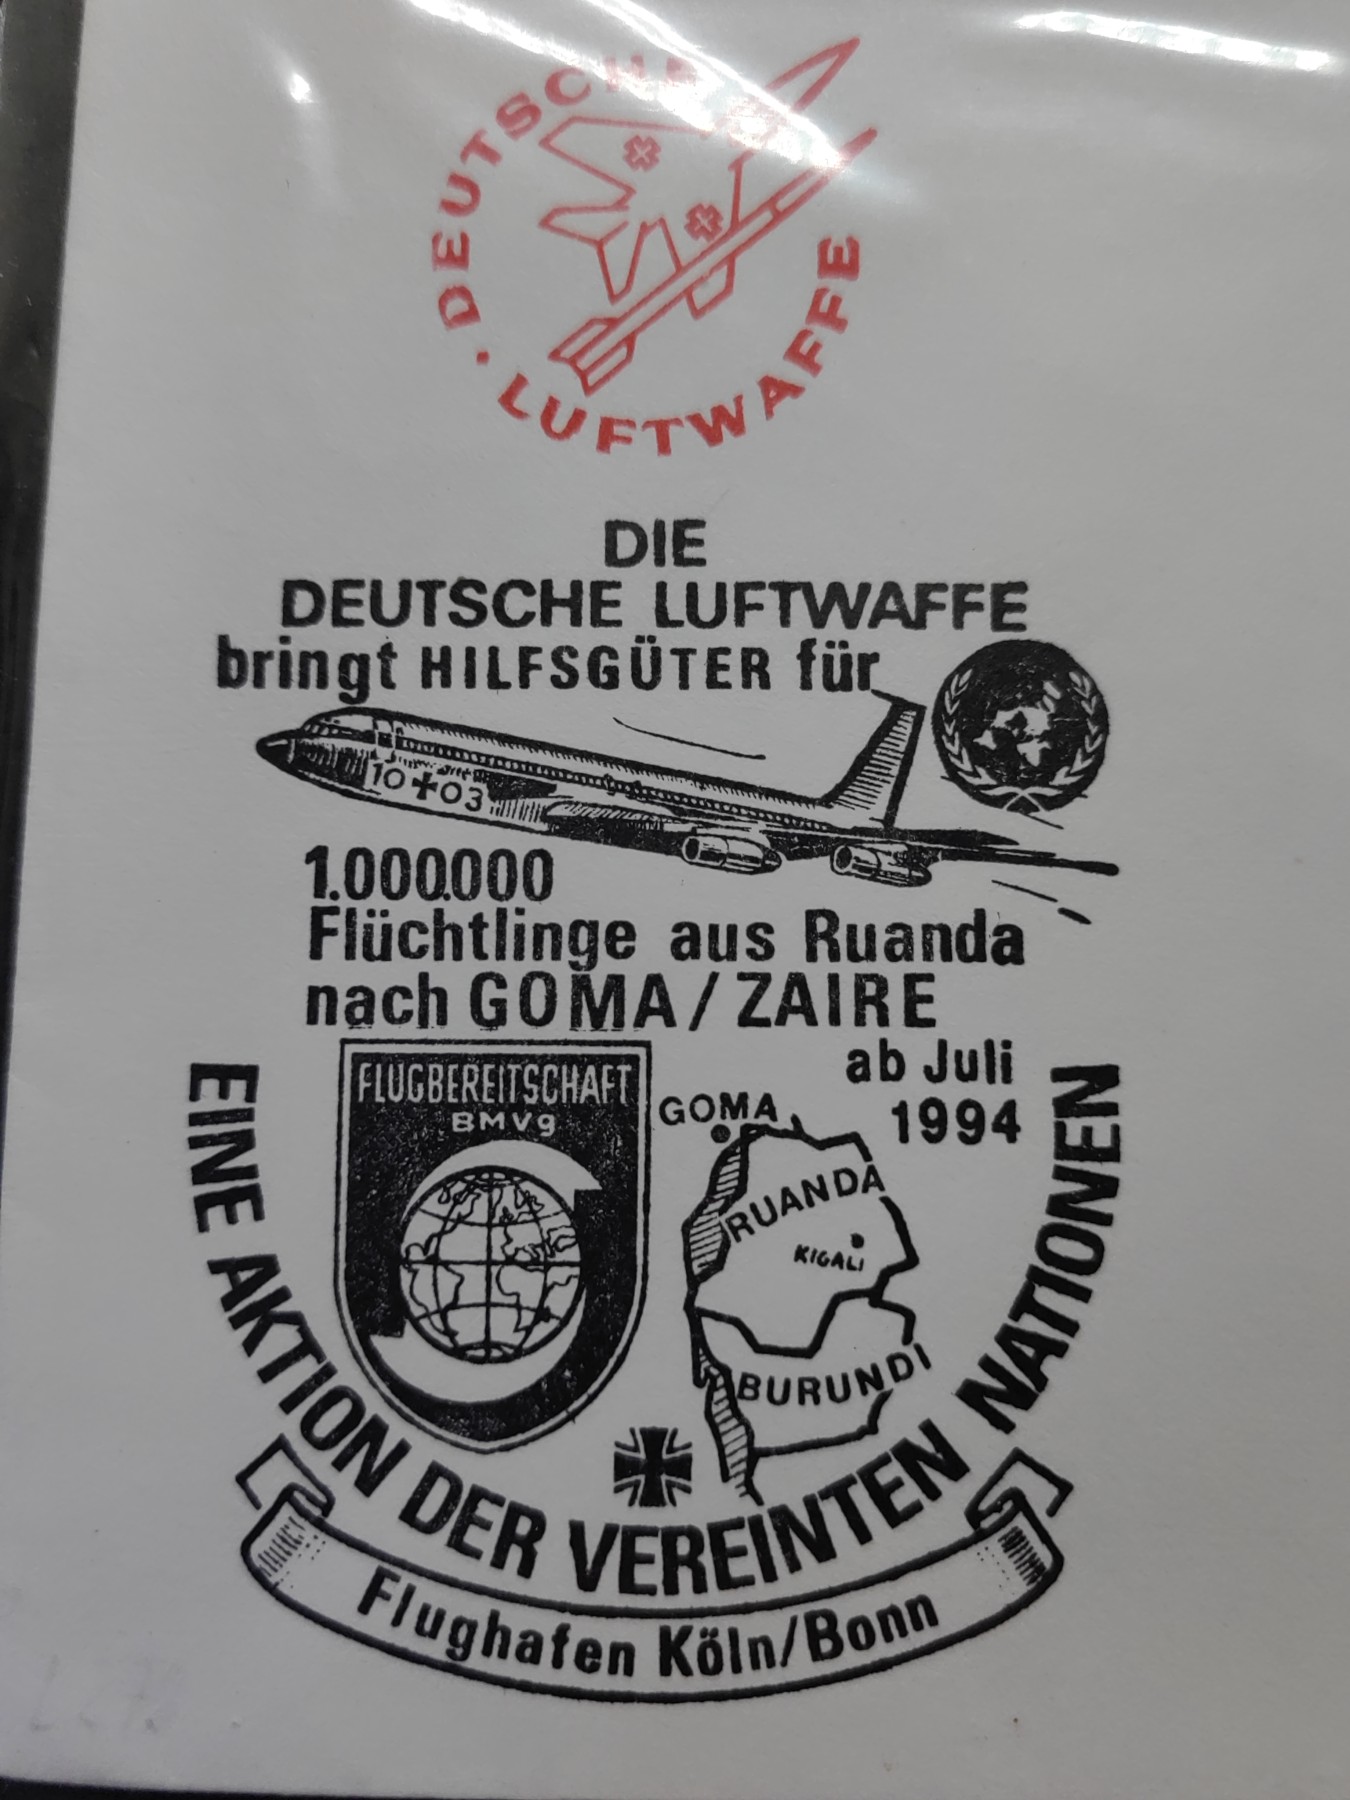 DEUTSCHE
LUFTWAFFE
DIE
DEUTSCHE LUFTWAFFE
bringt HILFSGÜTER für
10 03
1.000.000
Flüchtlinge aus Ruanda
nach GOMA / ZAIRE
ab Juli
1994
FLUGBEREITSCHAFT
BMVg
GOMA
RUANDA
KIGALI
BURUNDI
EINE AKTION DER VEREINTEN NATIONEN
Flughafen Köln/Bonn